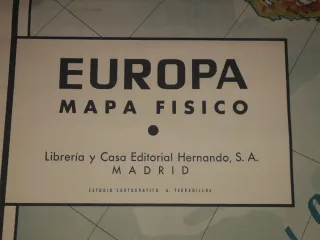 EUROPA
MAPA FISICO
Librería y Casa Editorial Hernando, S. A.
MADRID
ESTUDIO CARTOGRAFICO. A. TERRADILLOS